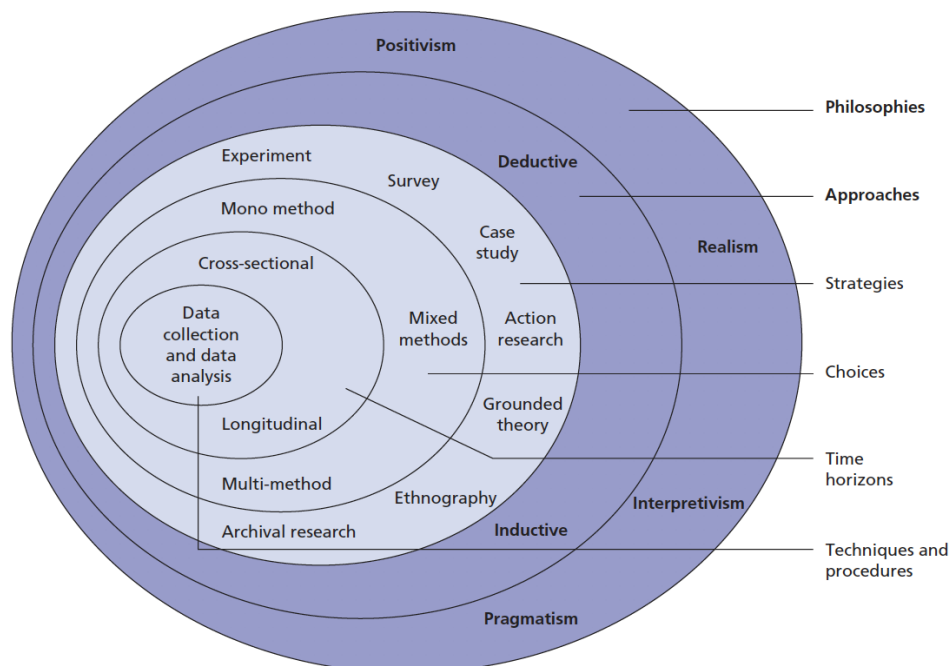 Positivism
Philosophies
Experiment
Deductive
Survey
Approaches
Mono method
Case
study
Realism
Cross-sectional
Strategies
Data
collection
and data
analysis
Mixed
methods
Action
research
Choices
Grounded
theory
Longitudinal
Time
horizons
Multi-method
Ethnography
Interpretivism
Archival research
Inductive
Techniques and
procedures
Pragmatism